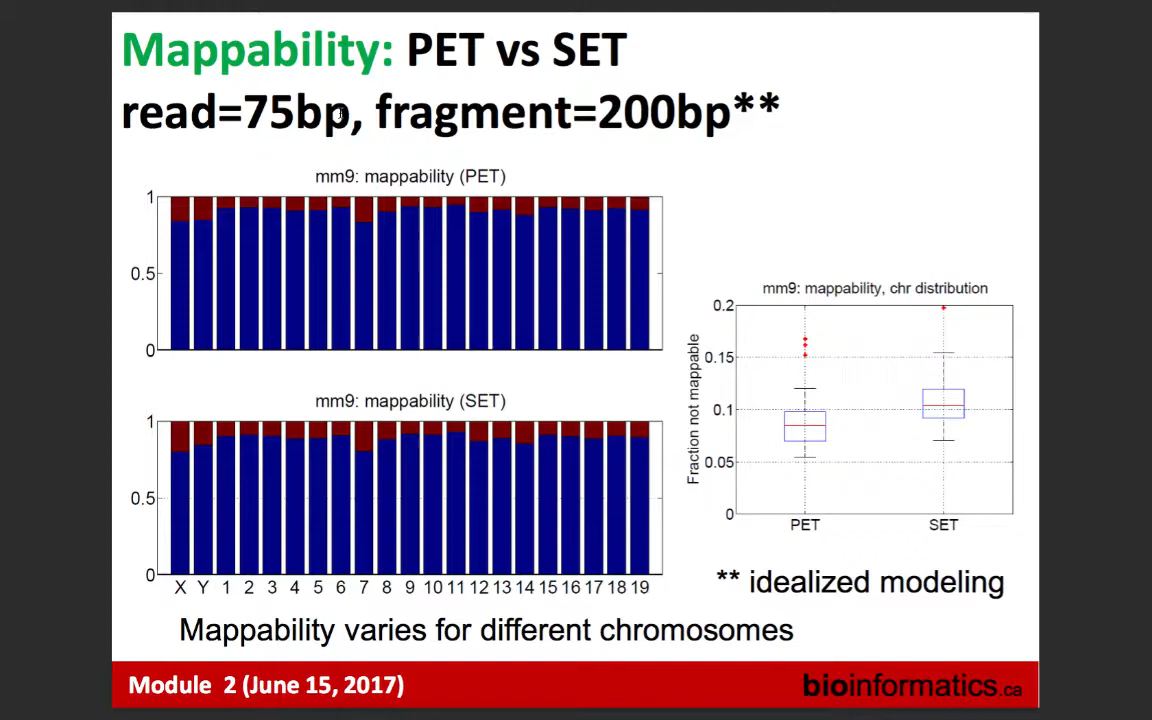 Mappability: PET vs SET
read=75bp, fragment=200bp**
mm9: mappability (PET)
1
0.5
0
mm9: mappability (SET)
1
0.5
0
X Y 1 2 3 4 5 6 7 8 9 10 11 12 13 14 15 16 17 18 19
mm9: mappability, chr distribution
Fraction not mappable
0.2
0.15
0.1
0.05
0
PET SET
** idealized modeling
Mappability varies for different chromosomes
Module 2 (June 15, 2017)
bioinformatics.ca